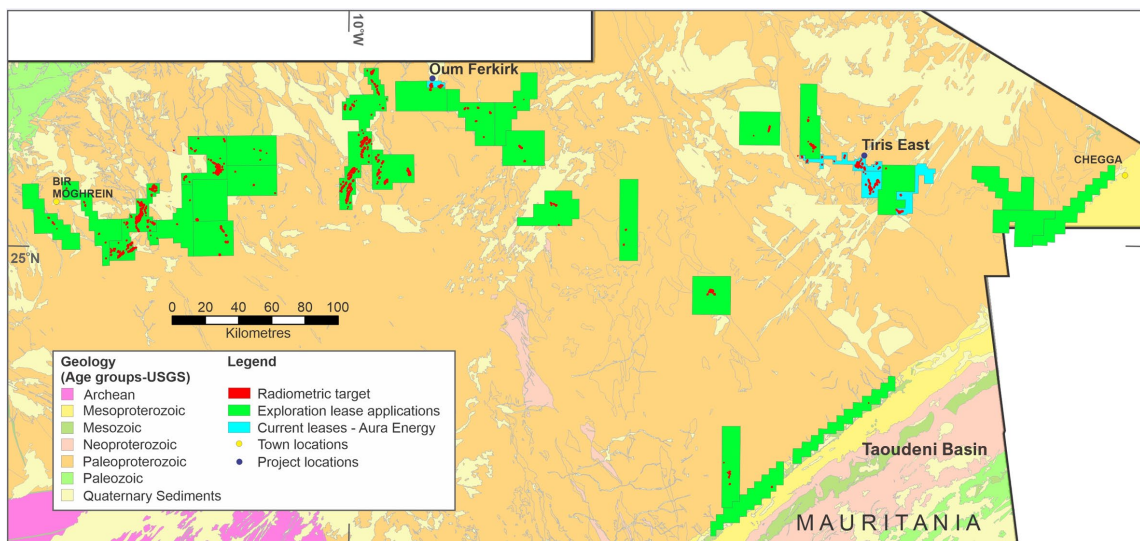 10°W
Oum Ferkirk
Tiris East
CHEGGA
BIR
MOGHREIN
25°N
0 20 40 60 80 100
Kilometres
Geology
(Age groups-USGS)
Archean
Mesoproterozoic
Mesozoic
Neoproterozoic
Paleoproterozoic
Paleozoic
Quaternary Sediments
Legend
Radiometric target
Exploration lease applications
Current leases - Aura Energy
Town locations
Project locations
Taoudeni Basin
MAURITANIA